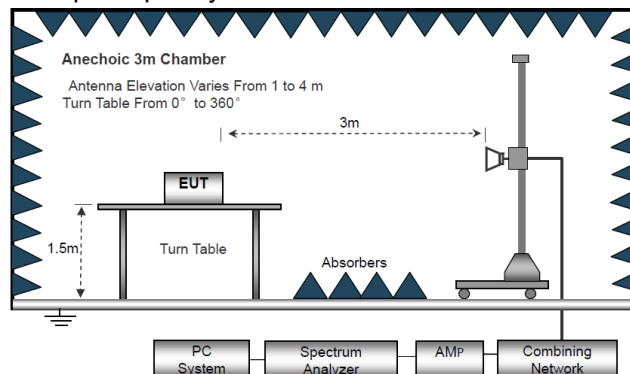 Anechoic 3m Chamber
Antenna Elevation Varies From 1 to 4 m
Turn Table From 0° to 360°
3m
EUT
1.5m
Turn Table
Absorbers
PC
System
Spectrum
Analyzer
AMP
Combining
Network